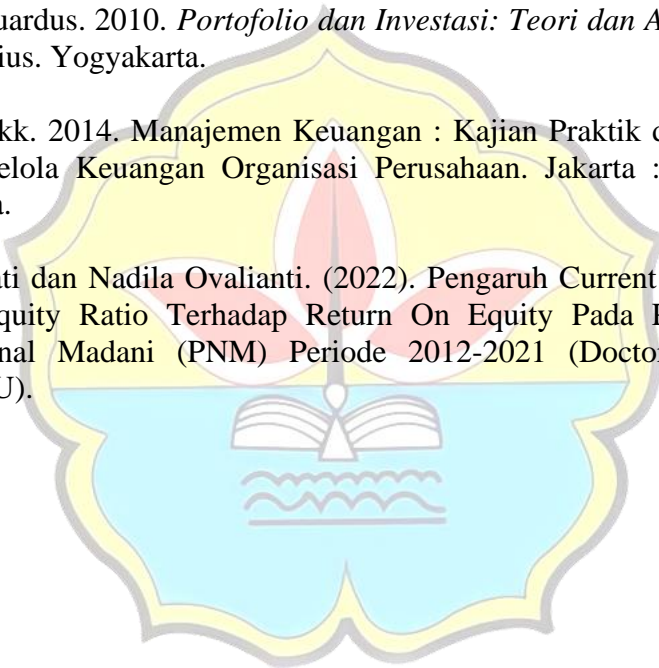 uardus. 2010. Portofolio dan Investasi: Teori dan A
ius. Yogyakarta.
kk. 2014. Manajemen Keuangan : Kajian Praktik d
elola Keuangan Organisasi Perusahaan. Jakarta :
a.
ati dan Nadila Ovalianti. (2022). Pengaruh Current
quity Ratio Terhadap Return On Equity Pada P
nal Madani (PNM) Periode 2012-2021 (Docto
U).